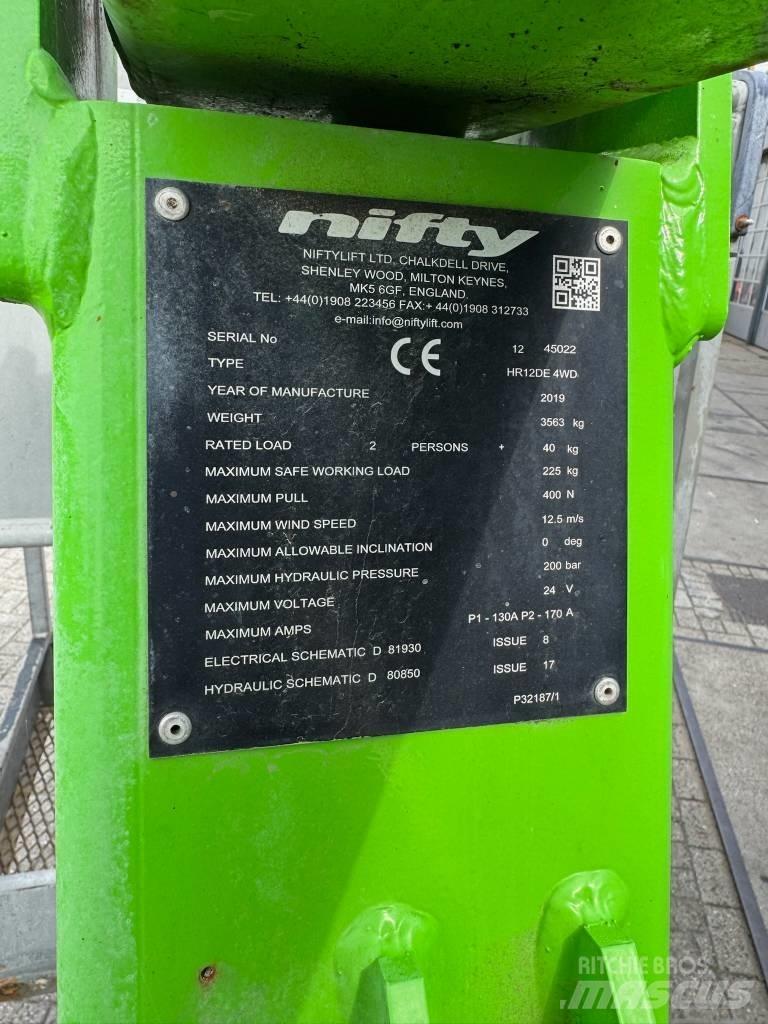 nifty
NIFTYLIFT LTD. CHALKDELL DRIVE,
SHENLEY WOOD, MILTON KEYNES,
MK5 6GF, ENGLAND.
TEL: +44(0)1908 223456 FAX:+ 44(0)1908 312733
e-mail:info@niftylift.com
CE
SERIAL No 12 45022
TYPE HR12DE 4WD
YEAR OF MANUFACTURE 2019
WEIGHT 3563 kg
RATED LOAD 2 PERSONS + 40 kg
MAXIMUM SAFE WORKING LOAD 225 kg
MAXIMUM PULL 400 N
MAXIMUM WIND SPEED 12.5 m/s
MAXIMUM ALLOWABLE INCLINATION 0 deg
MAXIMUM HYDRAULIC PRESSURE 200 bar
MAXIMUM VOLTAGE 24 V
MAXIMUM AMPS P1 - 130A P2 - 170 A
ELECTRICAL SCHEMATIC D 81930 ISSUE 8
HYDRAULIC SCHEMATIC D 80850 ISSUE 17
P32187/1
RITCHIE BROS.
MASCUS